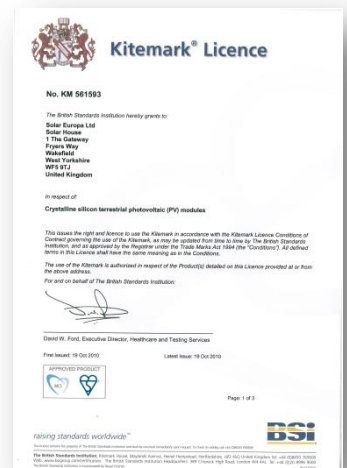 Kitemark® Licence
No. KM 561593
The British Standards Institution hereby grants to:
Solar Europa Ltd
Solar House
1 The Gateway
Fryers Way
Wakefield
West Yorkshire
WF5 9TJ
United Kingdom
in respect of:
Crystalline silicon terrestrial photovoltaic (PV) modules
This issues the right and licence to use the Kitemark in accordance with the Kitemark Licence Conditions of
Contract governing the use of the Kitemark, as may be updated from time to time by The British Standards
Institution, and as approved by the Registrar under the Trade Marks Act 1994 (the "Conditions"). All defined
terms in this Licence shall have the same meaning as in the Conditions.
The use of the Kitemark is authorized in respect of the Product(s) detailed on this Licence provided at or from
the above address.
For and on behalf of The British Standards Institution:
David W. Ford, Executive Director, Healthcare and Testing Services
First Issued: 19 Oct 2010 Latest Issue: 19 Oct 2010
APPROVED PRODUCT
Page: 1 of 3
raising standards worldwide™
BSi